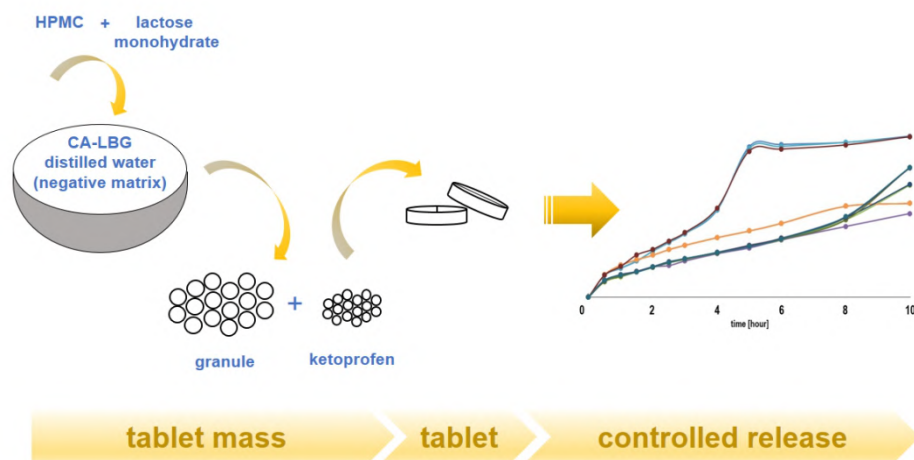 HPMC + lactose
monohydrate
CA-LBG
distilled water
(negative matrix)
+
granule
ketoprofen
0 2 4 6 8 10
time [hour]
tablet mass
tablet
controlled release